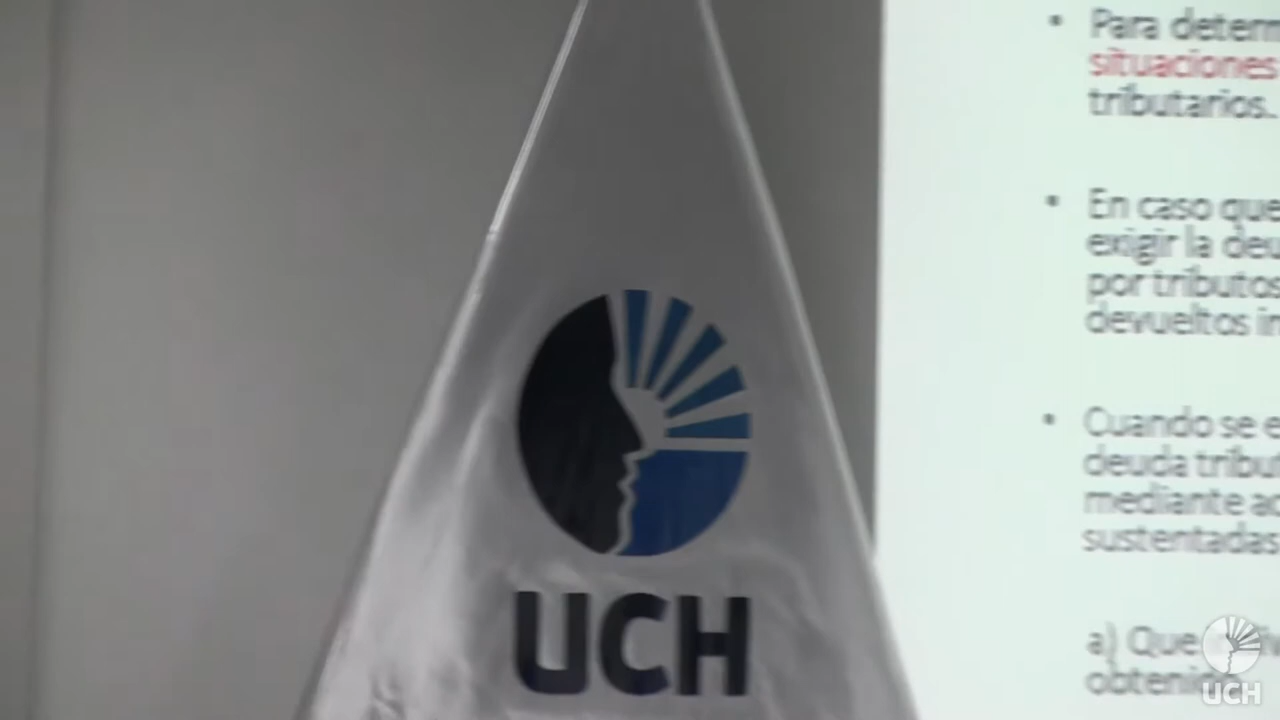 UCH
• Para determ
situaciones
tributarios.
• En caso que
exigir la deu
por tributos
devueltos in
• Cuando se e
deuda tribut
mediante ac
sustentadas
a) Que
obteni
UCH